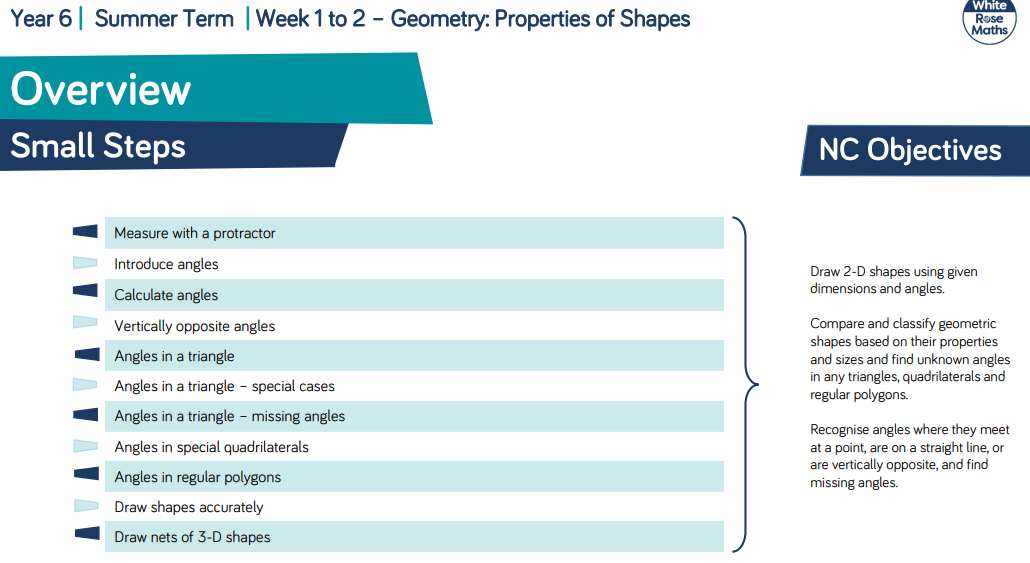 Year 6 | Summer Term | Week 1 to 2 – Geometry: Properties of Shapes
White
Rose
Maths
Overview
Small Steps
NC Objectives
Measure with a protractor
Introduce angles
Calculate angles
Vertically opposite angles
Angles in a triangle
Angles in a triangle – special cases
Angles in a triangle – missing angles
Angles in special quadrilaterals
Angles in regular polygons
Draw shapes accurately
Draw nets of 3-D shapes
Draw 2-D shapes using given
dimensions and angles.
Compare and classify geometric
shapes based on their properties
and sizes and find unknown angles
in any triangles, quadrilaterals and
regular polygons.
Recognise angles where they meet
at a point, are on a straight line, or
are vertically opposite, and find
missing angles.